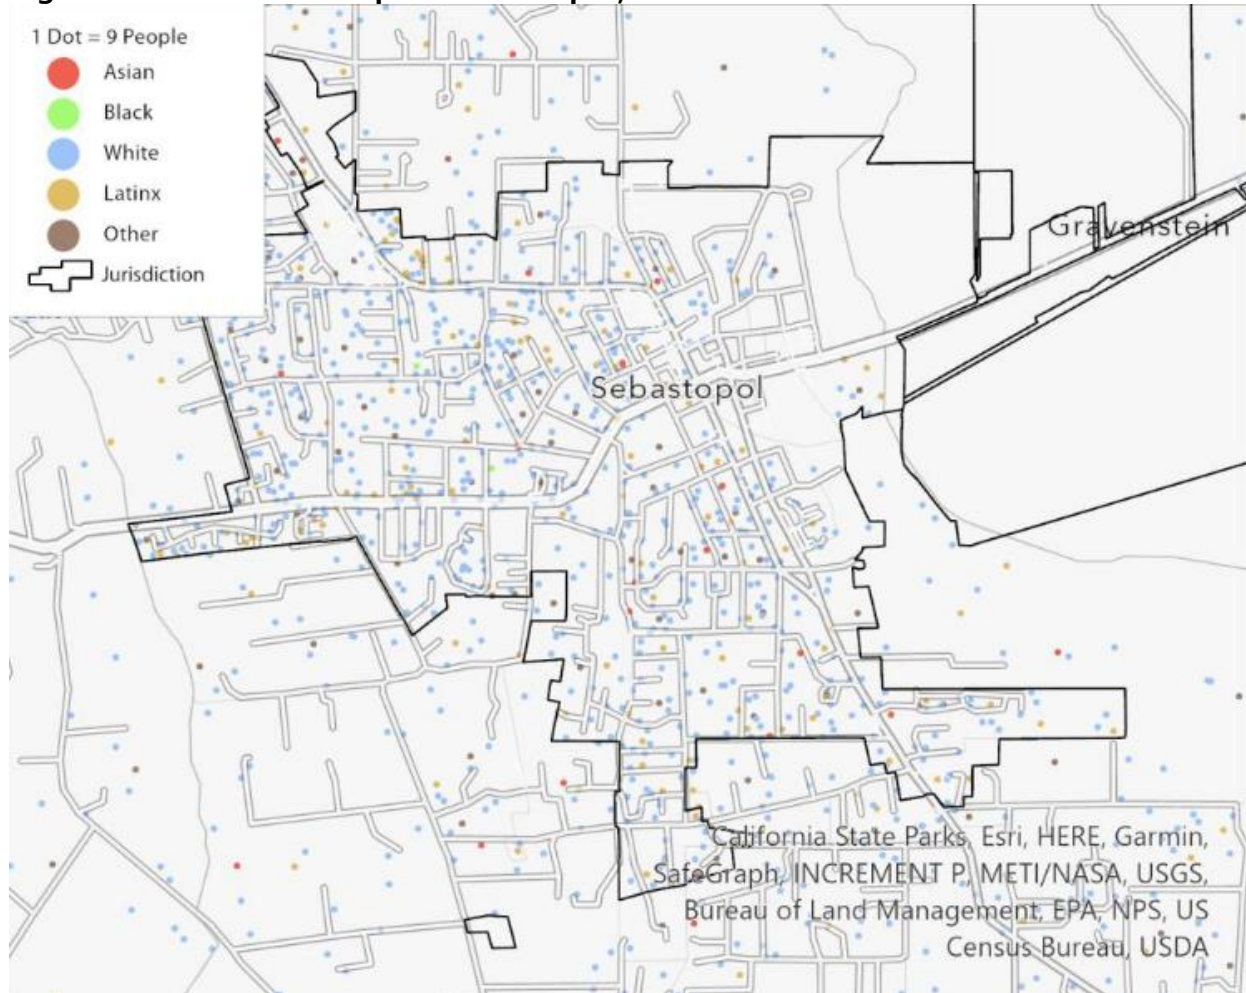 1 Dot = 9 People
Asian
Black
White
Latinx
Other
Jurisdiction
Gravenstein
Sebastopol
California State Parks, Esri, HERE, Garmin,
SafeGraph, INCREMENT P, METI/NASA, USGS,
Bureau of Land Management, EPA, NPS, US
Census Bureau, USDA